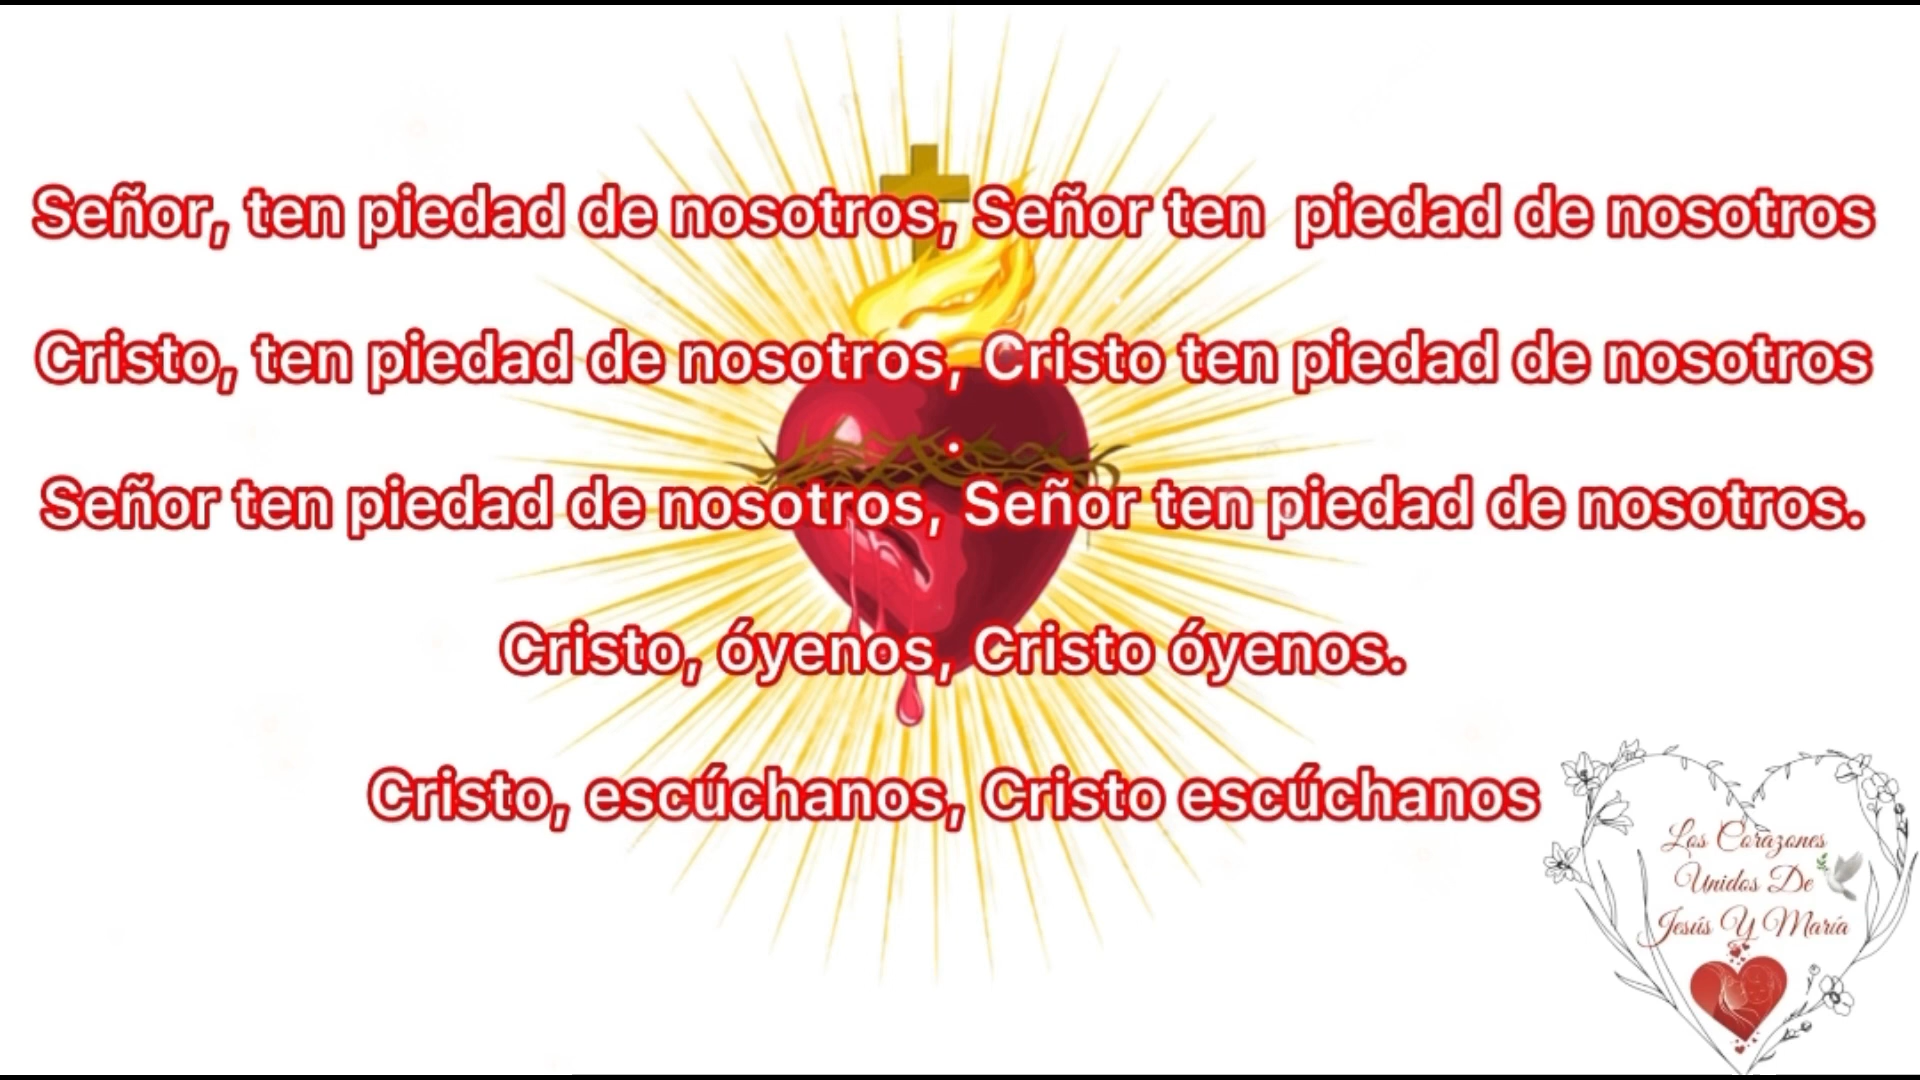 Señor, ten piedad de nosotros, Señor ten  piedad de nosotros
Cristo, ten piedad de nosotros, Cristo ten piedad de nosotros
.
Señor ten piedad de nosotros, Señor ten piedad de nosotros.
Cristo, óyenos, Cristo óyenos.
Cristo, escúchanos, Cristo escúchanos
Los Corazones
Unidos De
Jesús Y María